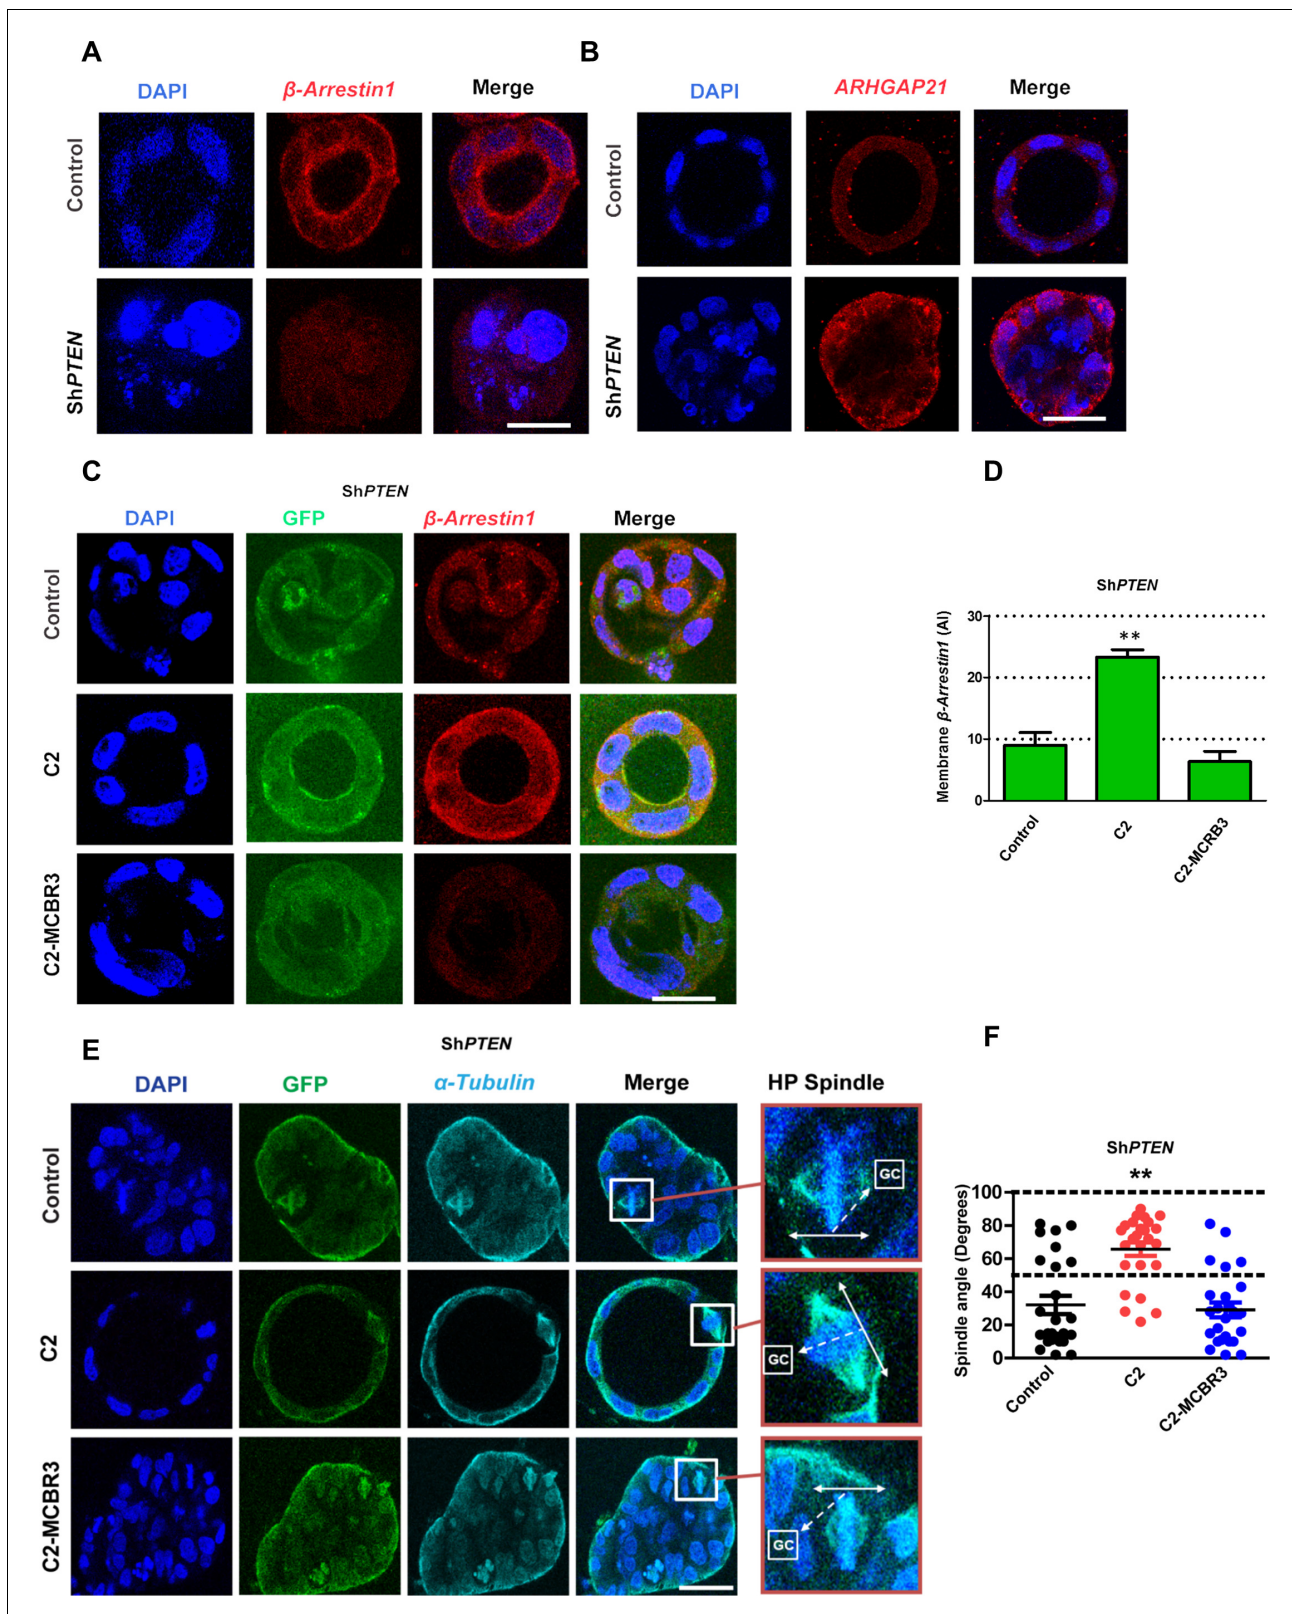 A
DAPI β-Arrestin1 Merge
Control
ShPTEN
B
DAPI ARHGAP21 Merge
Control
ShPTEN
C
ShPTEN
DAPI GFP β-Arrestin1 Merge
Control
C2
C2-MCBR3
D
ShPTEN
Membrane β-Arrestin1 (AI)
30
20
10
0
**
Control C2 C2-MCRB3
E
ShPTEN
DAPI GFP α-Tubulin Merge HP Spindle
Control
GC
C2
GC
C2-MCBR3
GC
F
ShPTEN
**
Spindle angle (Degrees)
100
80
60
40
20
0
Control C2 C2-MCBR3